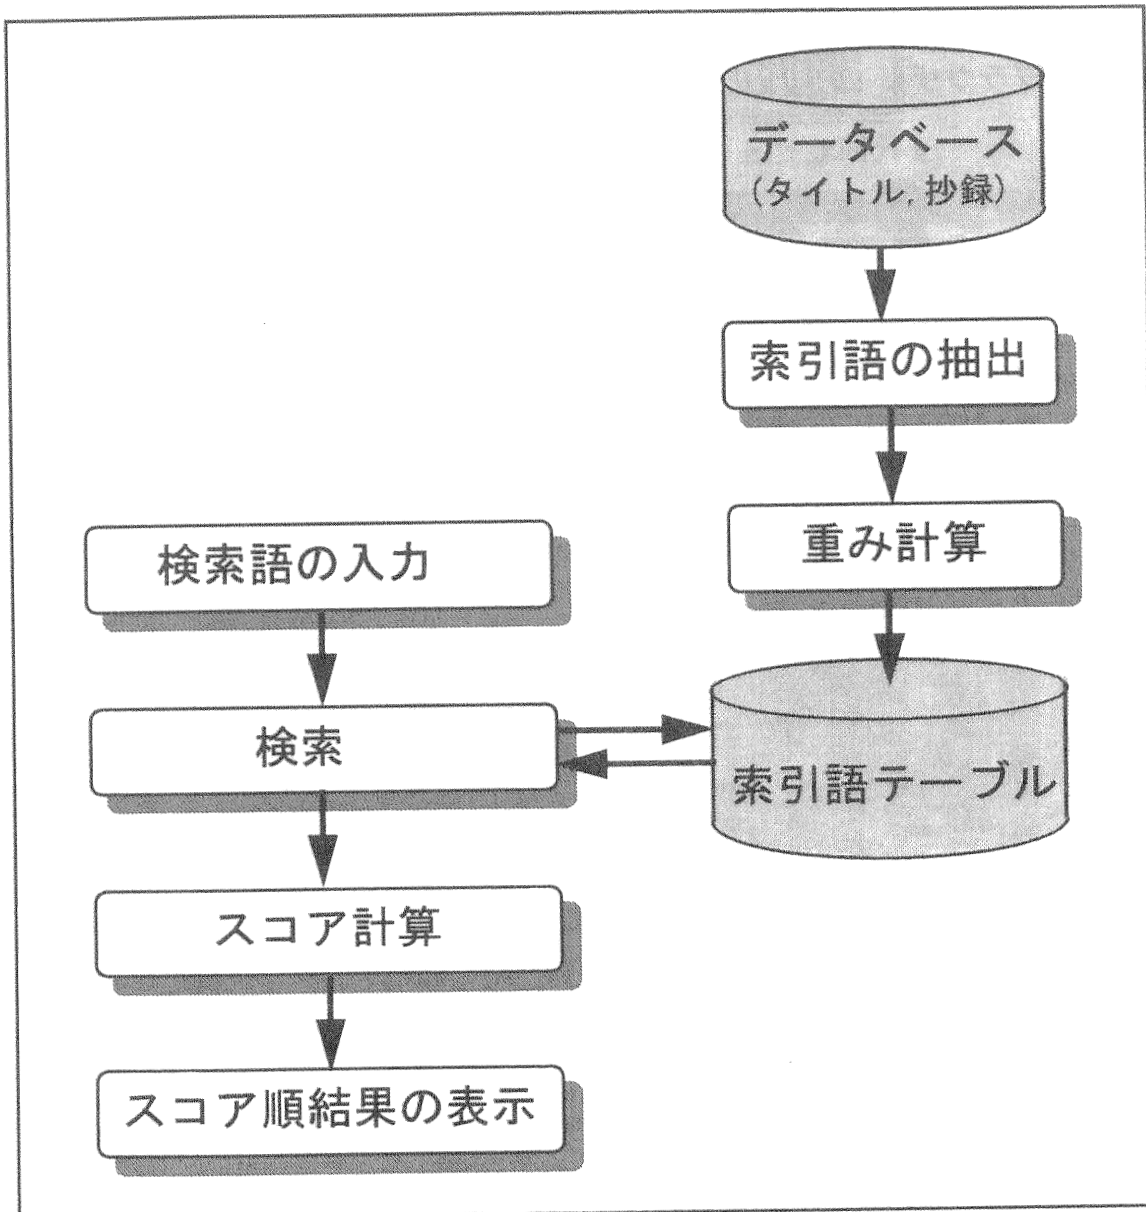 データベース
(タイトル, 抄録)
索引語の抽出
重み計算
検索語の入力
検索
索引語テーブル
スコア計算
スコア順結果の表示